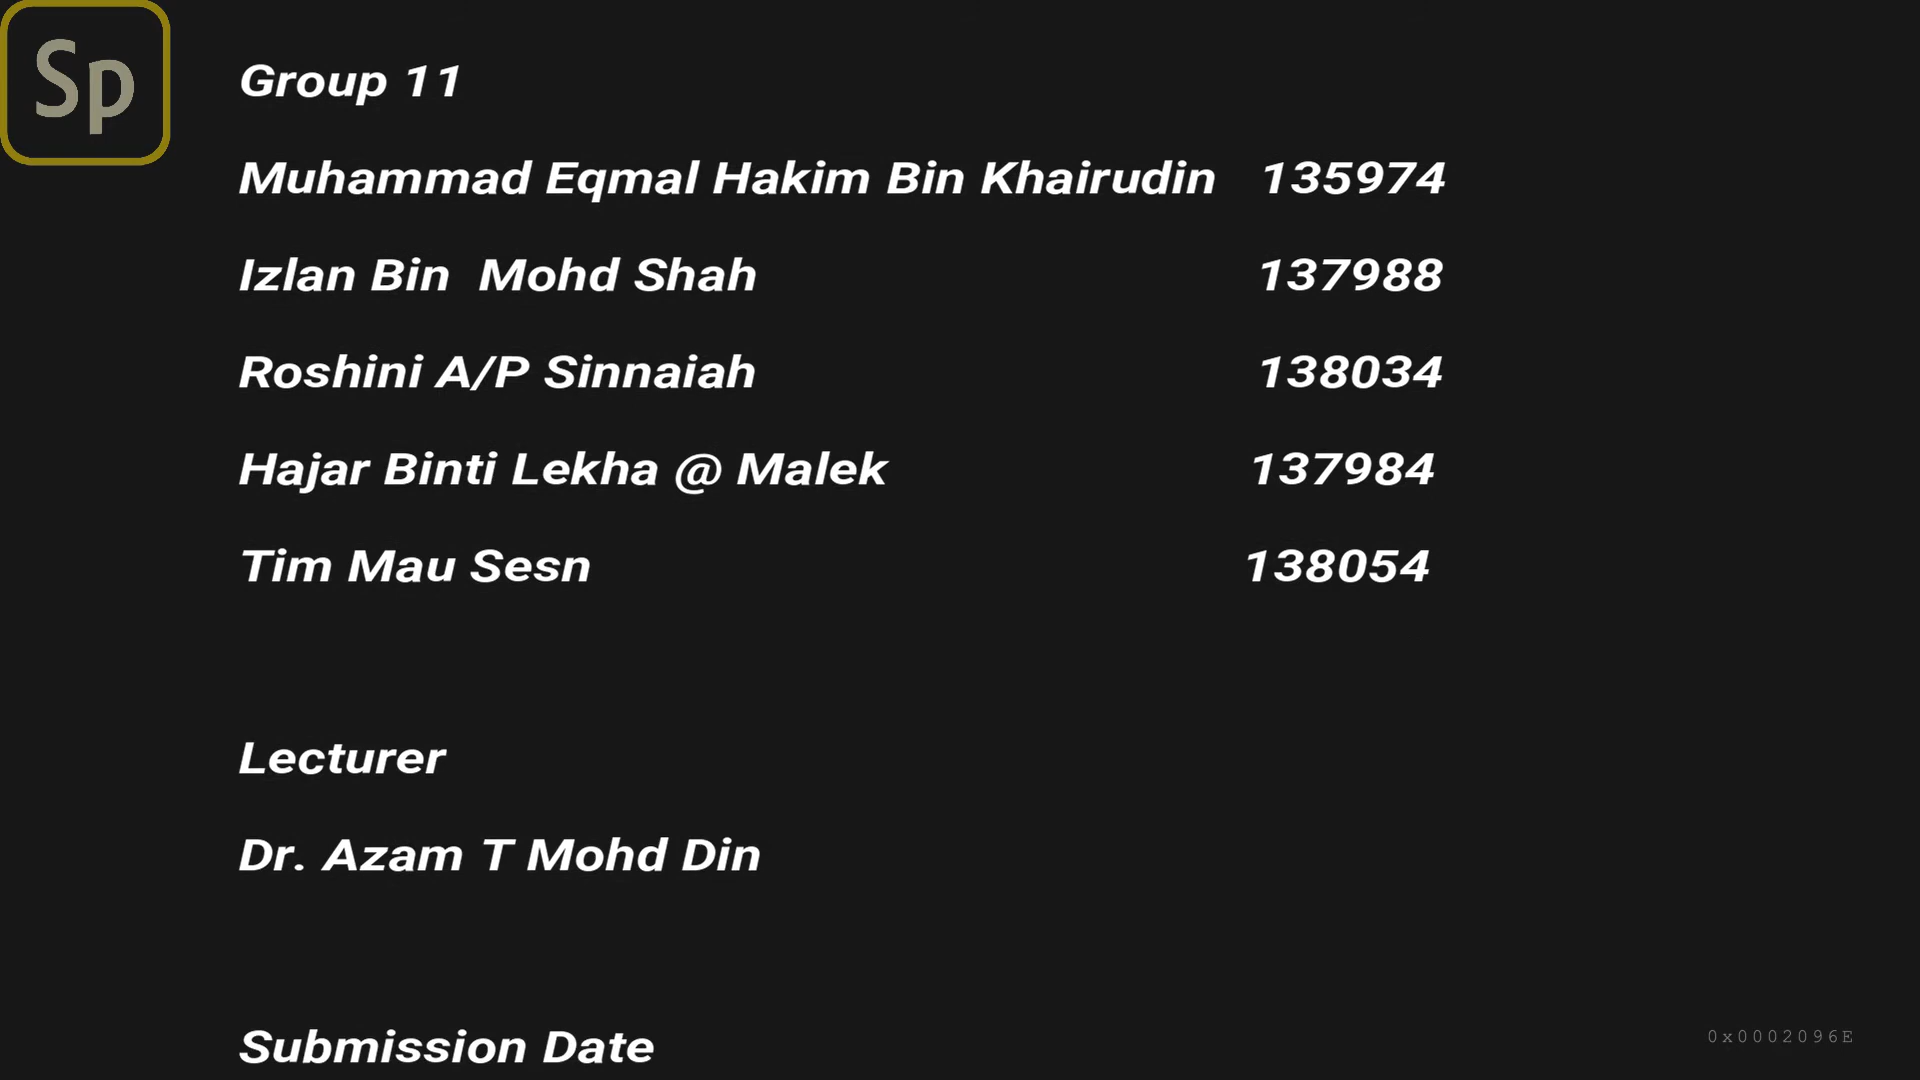 Sp
Group 11
Muhammad Eqmal Hakim Bin Khairudin 135974
Izlan Bin Mohd Shah 137988
Roshini A/P Sinnaiah 138034
Hajar Binti Lekha @ Malek 137984
Tim Mau Sesn 138054
Lecturer
Dr. Azam T Mohd Din
Submission Date
0x0002096E